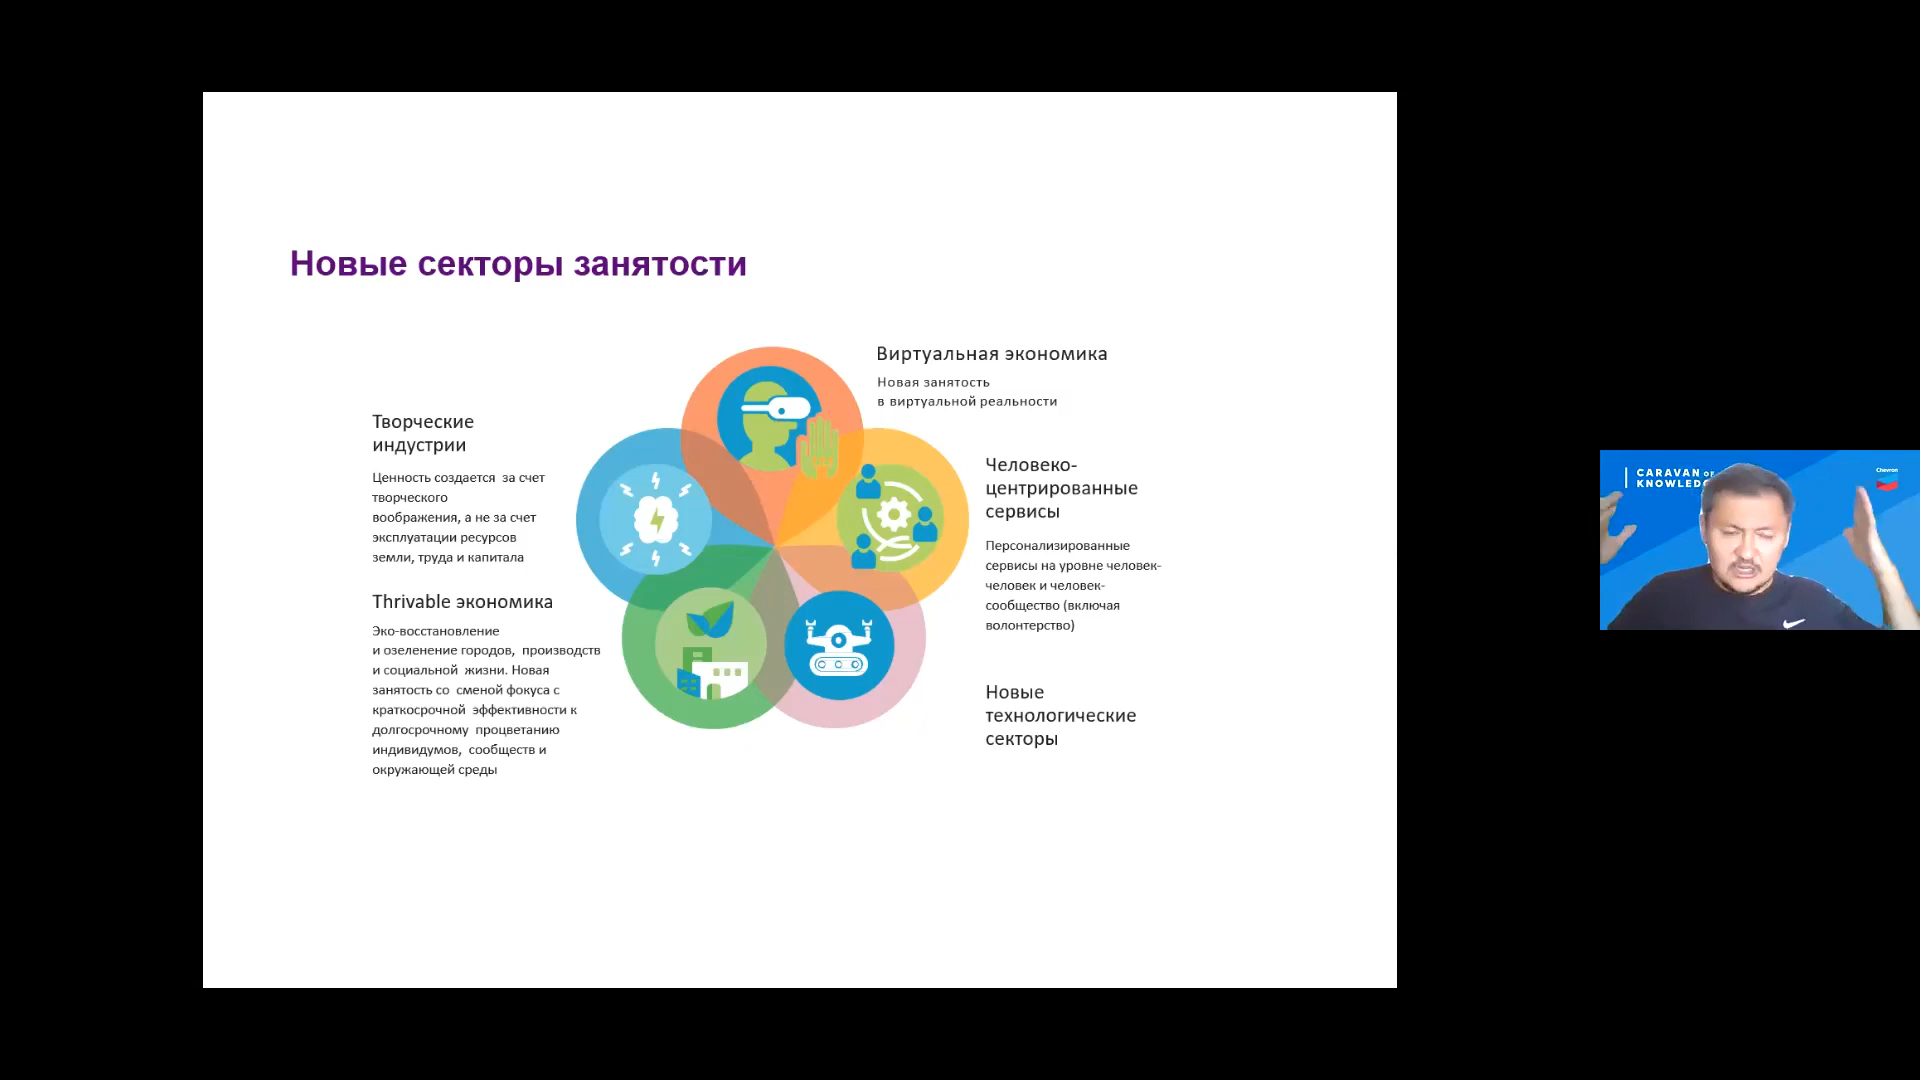 Новые секторы занятости
Виртуальная экономика
Новая занятость
в виртуальной реальности
Творческие
индустрии
Ценность создается за счет
творческого
воображения, а не за счет
эксплуатации ресурсов
земли, труда и капитала
Человеко-
центрированные
сервисы
Персонализированные
сервисы на уровне человек-
человек и человек-
сообщество (включая
волонтерство)
Thrivable экономика
Эко-восстановление
и озеленение городов, производств
и социальной жизни. Новая
занятость со сменой фокуса с
краткосрочной эффективности к
долгосрочному процветанию
индивидумов, сообществ и
окружающей среды
Новые
технологические
секторы
CARAVAN OF
Chevron